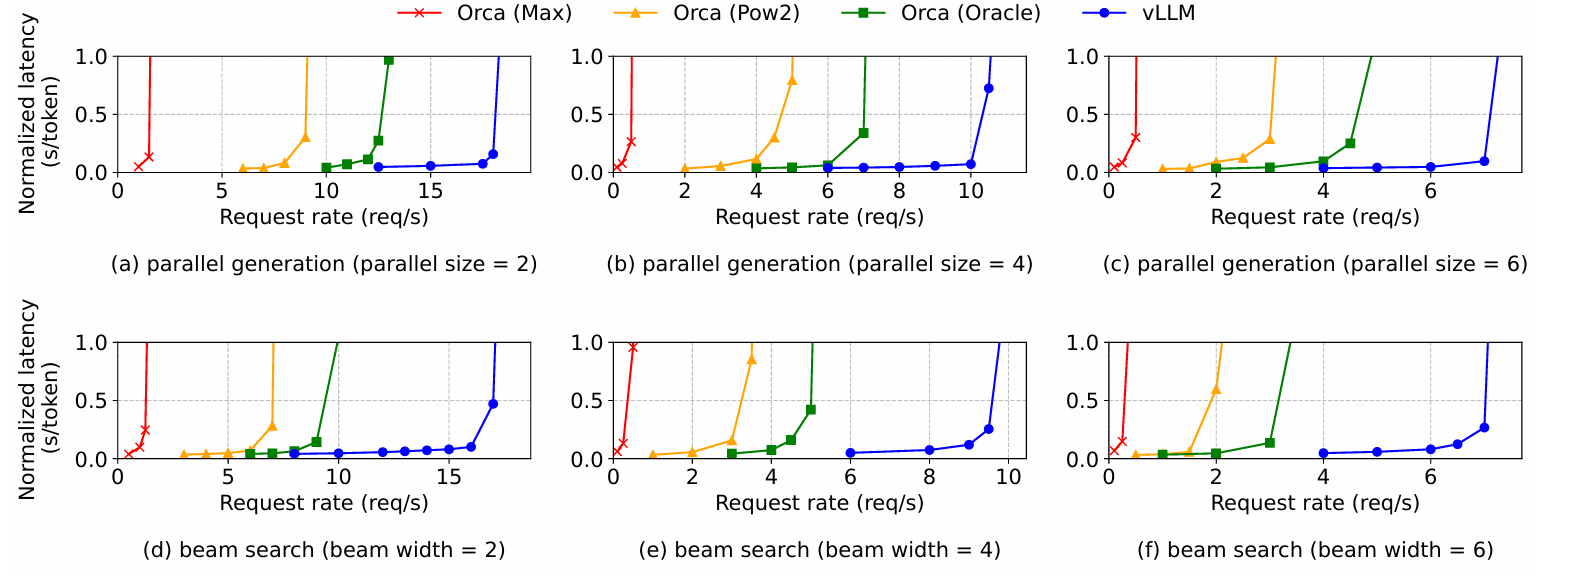 Orca (Max) Orca (Pow2) Orca (Oracle) vLLM
Normalized latency
(s/token)
1.0
0.5
0.0
0 5 10 15
Request rate (req/s)
(a) parallel generation (parallel size = 2)
1.0
0.5
0.0
0 2 4 6 8 10
Request rate (req/s)
(b) parallel generation (parallel size = 4)
1.0
0.5
0.0
0 2 4 6
Request rate (req/s)
(c) parallel generation (parallel size = 6)
Normalized latency
(s/token)
1.0
0.5
0.0
0 5 10 15
Request rate (req/s)
(d) beam search (beam width = 2)
1.0
0.5
0.0
0 2 4 6 8 10
Request rate (req/s)
(e) beam search (beam width = 4)
1.0
0.5
0.0
0 2 4 6
Request rate (req/s)
(f) beam search (beam width = 6)